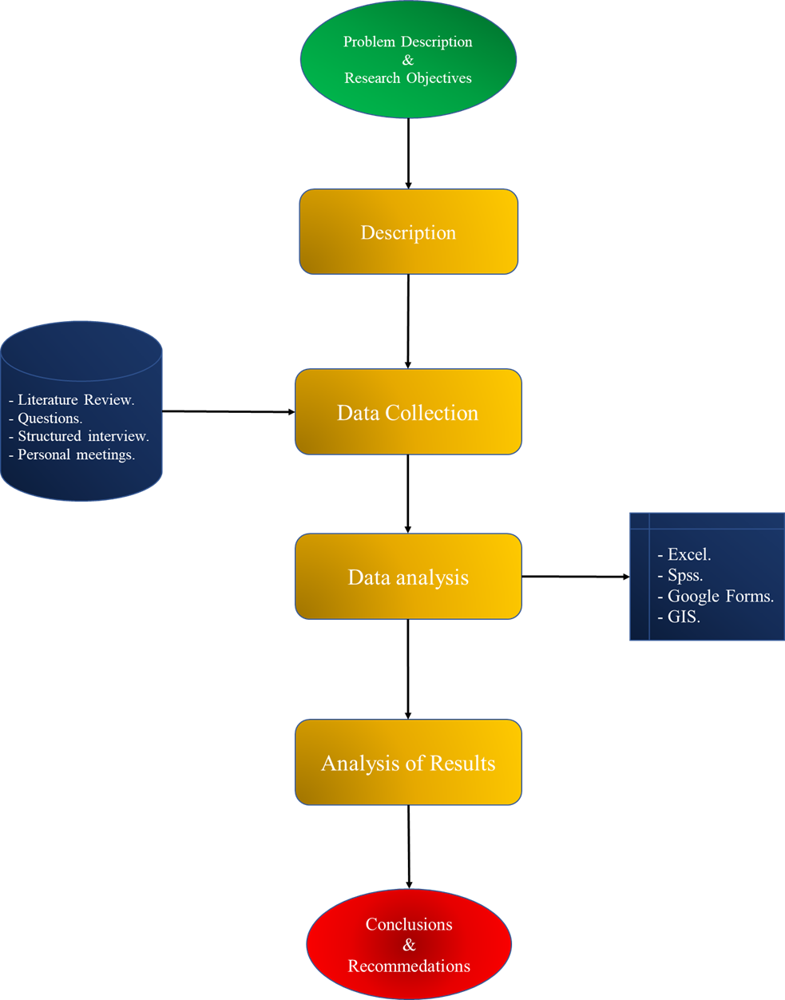 Problem Description
&
Research Objectives
Description
Data Collection
- Literature Review.
- Questions.
- Structured interview.
- Personal meetings.
Data analysis
- Excel.
- Spss.
- Google Forms.
- GIS.
Analysis of Results
Conclusions
&
Recommedations